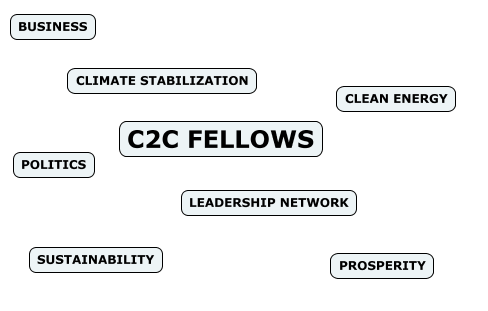 BUSINESS
CLIMATE STABILIZATION
CLEAN ENERGY
C2C FELLOWS
POLITICS
LEADERSHIP NETWORK
SUSTAINABILITY
PROSPERITY